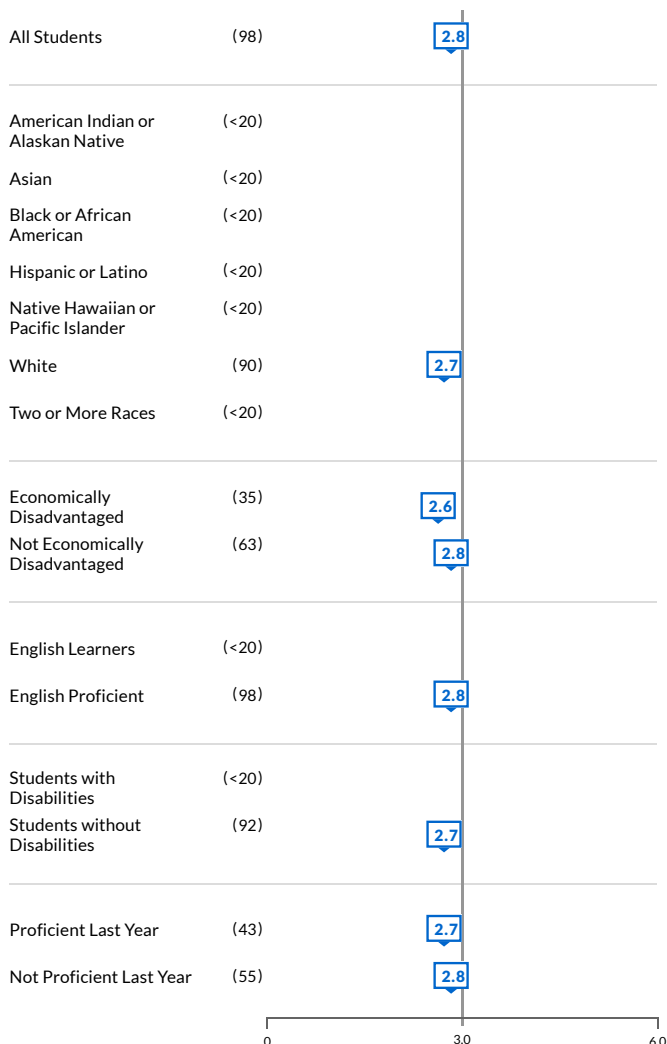 All Students (98) 2.8
American Indian or (<20)
Alaskan Native
Asian (<20)
Black or African (<20)
American
Hispanic or Latino (<20)
Native Hawaiian or (<20)
Pacific Islander
White (90) 2.7
Two or More Races (<20)
Economically (35) 2.6
Disadvantaged
Not Economically (63) 2.8
Disadvantaged
English Learners (<20)
English Proficient (98) 2.8
Students with (<20)
Disabilities
Students without (92) 2.7
Disabilities
Proficient Last Year (43) 2.7
Not Proficient Last Year (55) 2.8
0 3.0 6.0